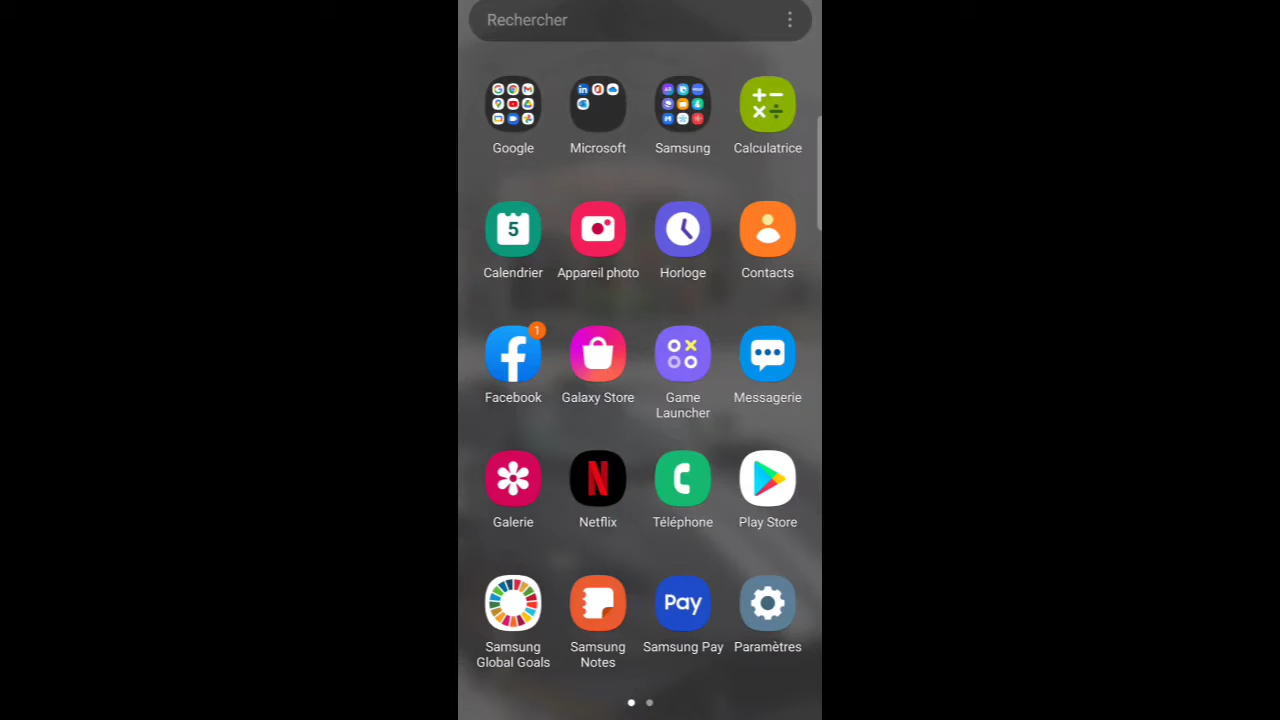 Rechercher
Google
Microsoft
Samsung
Calculatrice
5
Calendrier
Appareil photo
Horloge
Contacts
1
Facebook
Galaxy Store
Game
Launcher
Messagerie
Galerie
N
Netflix
Téléphone
Play Store
Samsung
Global Goals
Samsung
Notes
Pay
Samsung Pay
Paramètres